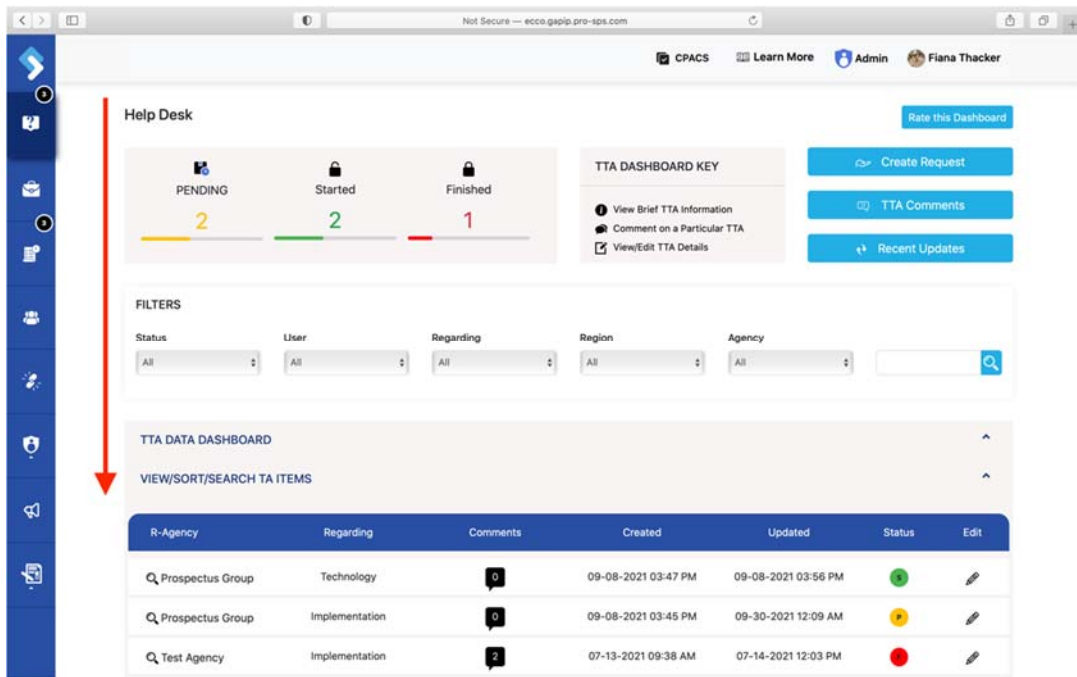 Not Secure — ecco.gapip.pro-sps.com
CPACS Learn More Admin Fiana Thacker
3
Help Desk
Rate this Dashboard
PENDING Started Finished
2 2 1
TTA DASHBOARD KEY
View Brief TTA Information
Comment on a Particular TTA
View/Edit TTA Details
Create Request
TTA Comments
Recent Updates
3
FILTERS
Status User Regarding Region Agency
All All All All All
TTA DATA DASHBOARD
VIEW/SORT/SEARCH TA ITEMS
R-Agency Regarding Comments Created Updated Status Edit
Prospectus Group Technology 0 09-08-2021 03:47 PM 09-08-2021 03:56 PM S
Prospectus Group Implementation 0 09-08-2021 03:45 PM 09-30-2021 12:09 AM P
Test Agency Implementation 2 07-13-2021 09:38 AM 07-14-2021 12:03 PM